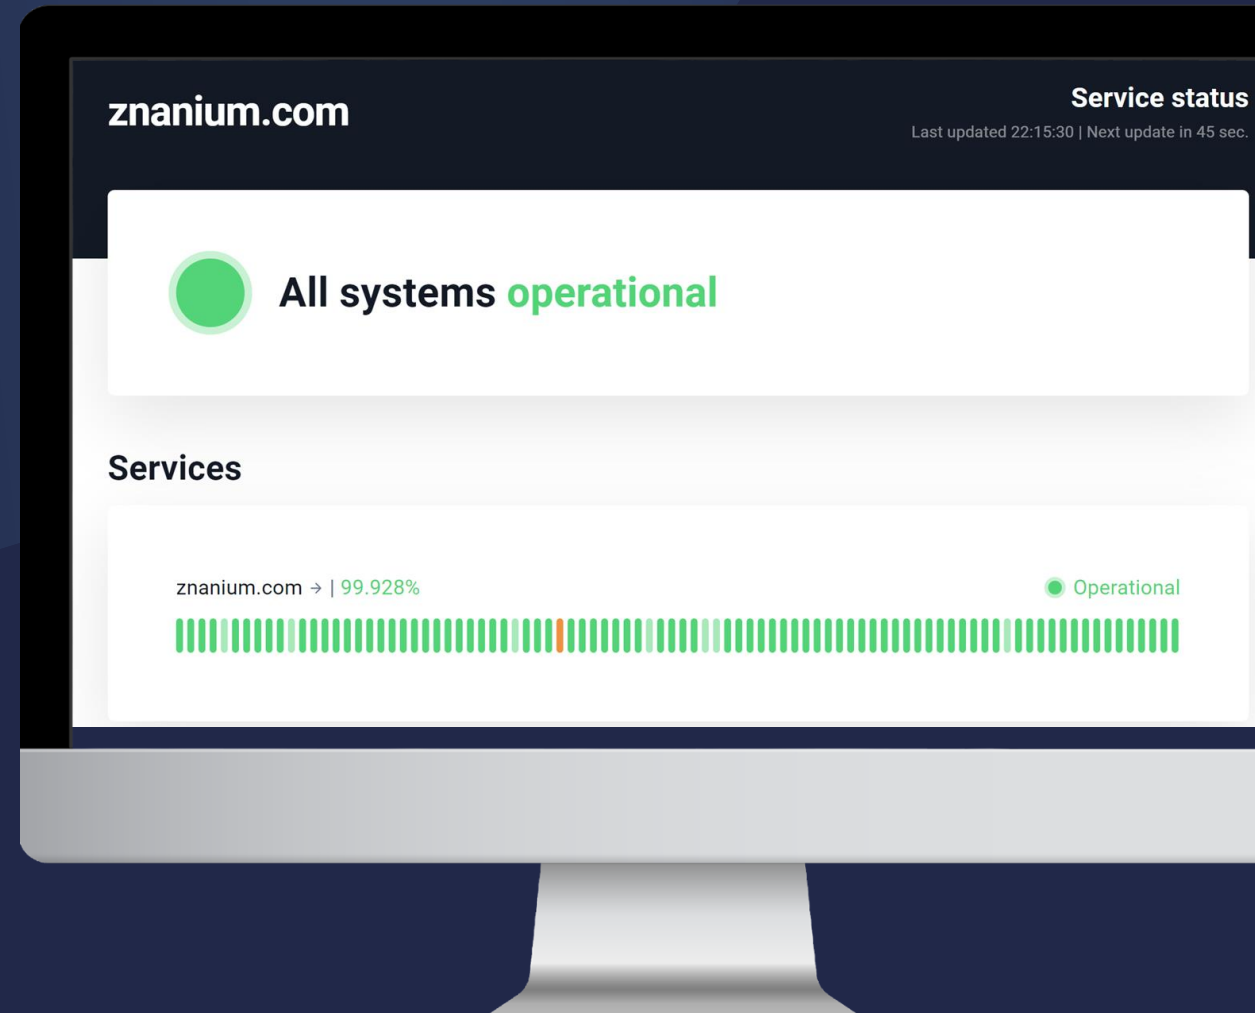 znanium.com
Service status
Last updated 22:15:30 | Next update in 45 sec.
All systems operational
Services
znanium.com → | 99.928%
Operational